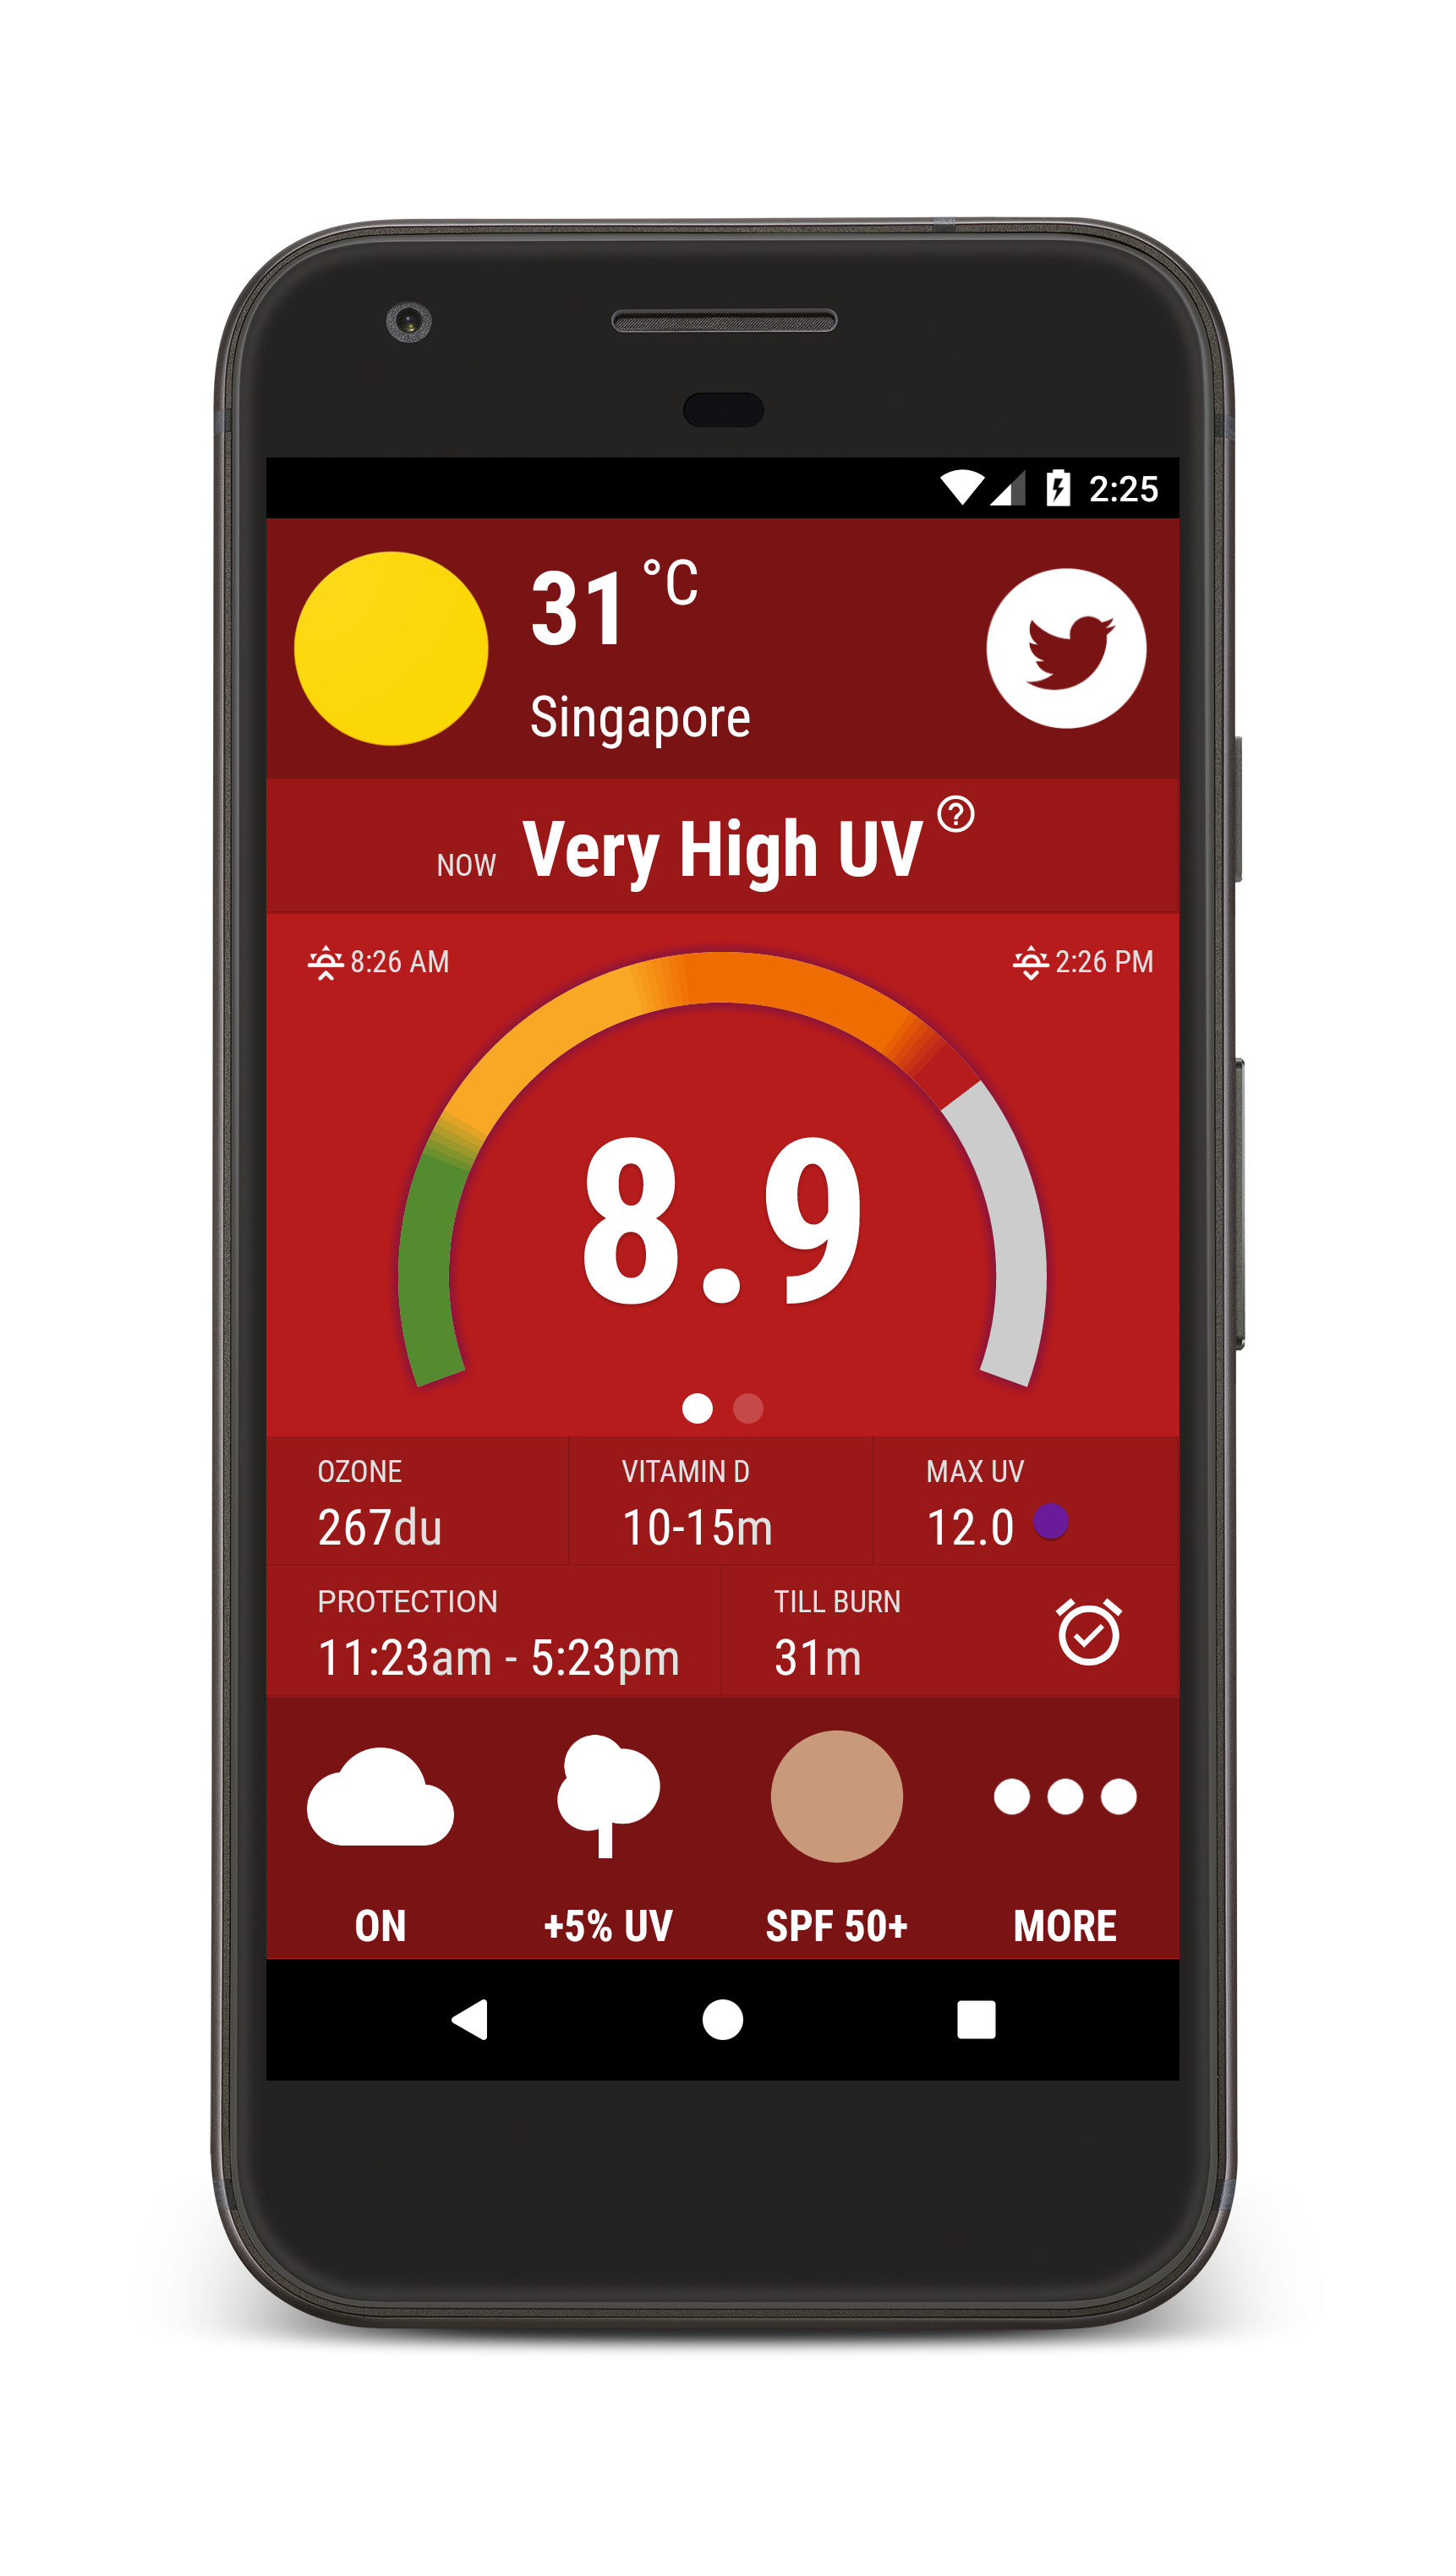 2:25
31 °C
Singapore
NOW Very High UV ?
8:26 AM
2:26 PM
8.9
OZONE
267du
VITAMIN D
10-15m
MAX UV
12.0
PROTECTION
11:23am - 5:23pm
TILL BURN
31m
ON
+5% UV
SPF 50+
MORE